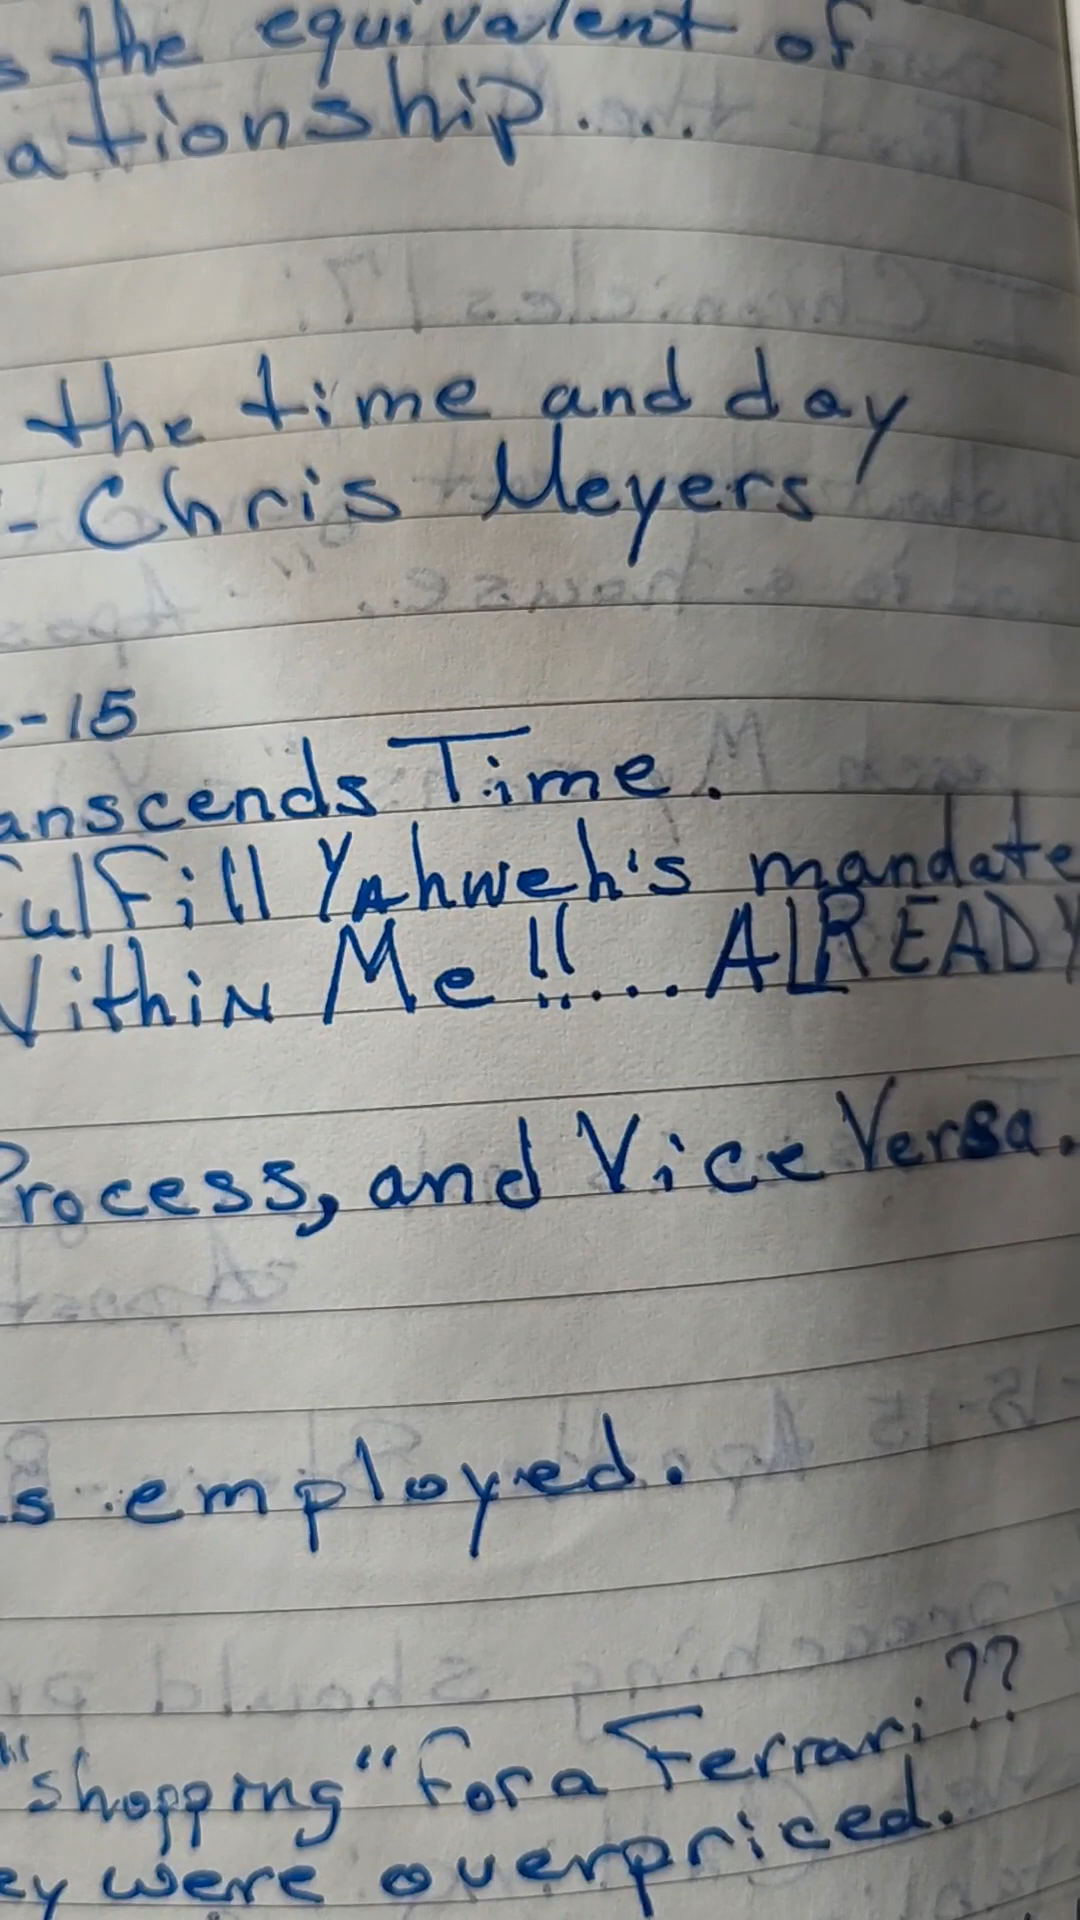 s the equivalent of
ationship....
the time and day
- Chris Meyers
-15
anscends Time.
ulfill Yahweh's mandate
Within Me!!.... ALREADY
Process, and Vice Versa.
s employed.
"shopping" for a Ferrari??
ey were overpriced.